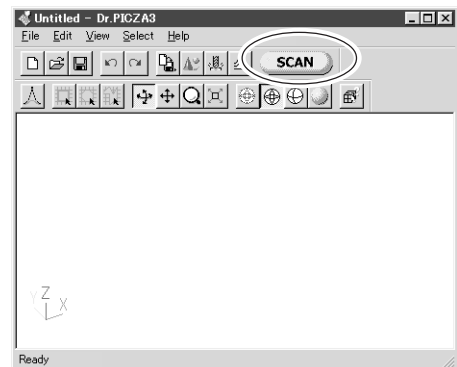 Untitled - Dr.PICZA3
File Edit View Select Help
SCAN
Z
Y X
Ready